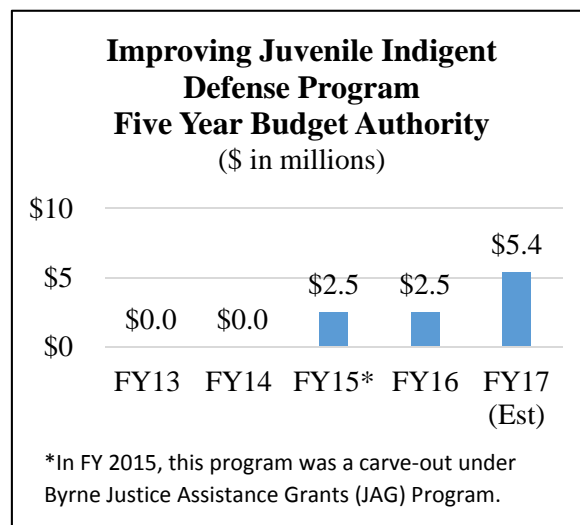 Improving Juvenile Indigent
Defense Program
Five Year Budget Authority
($ in millions)
$10
$5
$0
$0.0 $0.0 $2.5 $2.5 $5.4
FY13 FY14 FY15* FY16 FY17
(Est)
*In FY 2015, this program was a carve-out under
Byrne Justice Assistance Grants (JAG) Program.